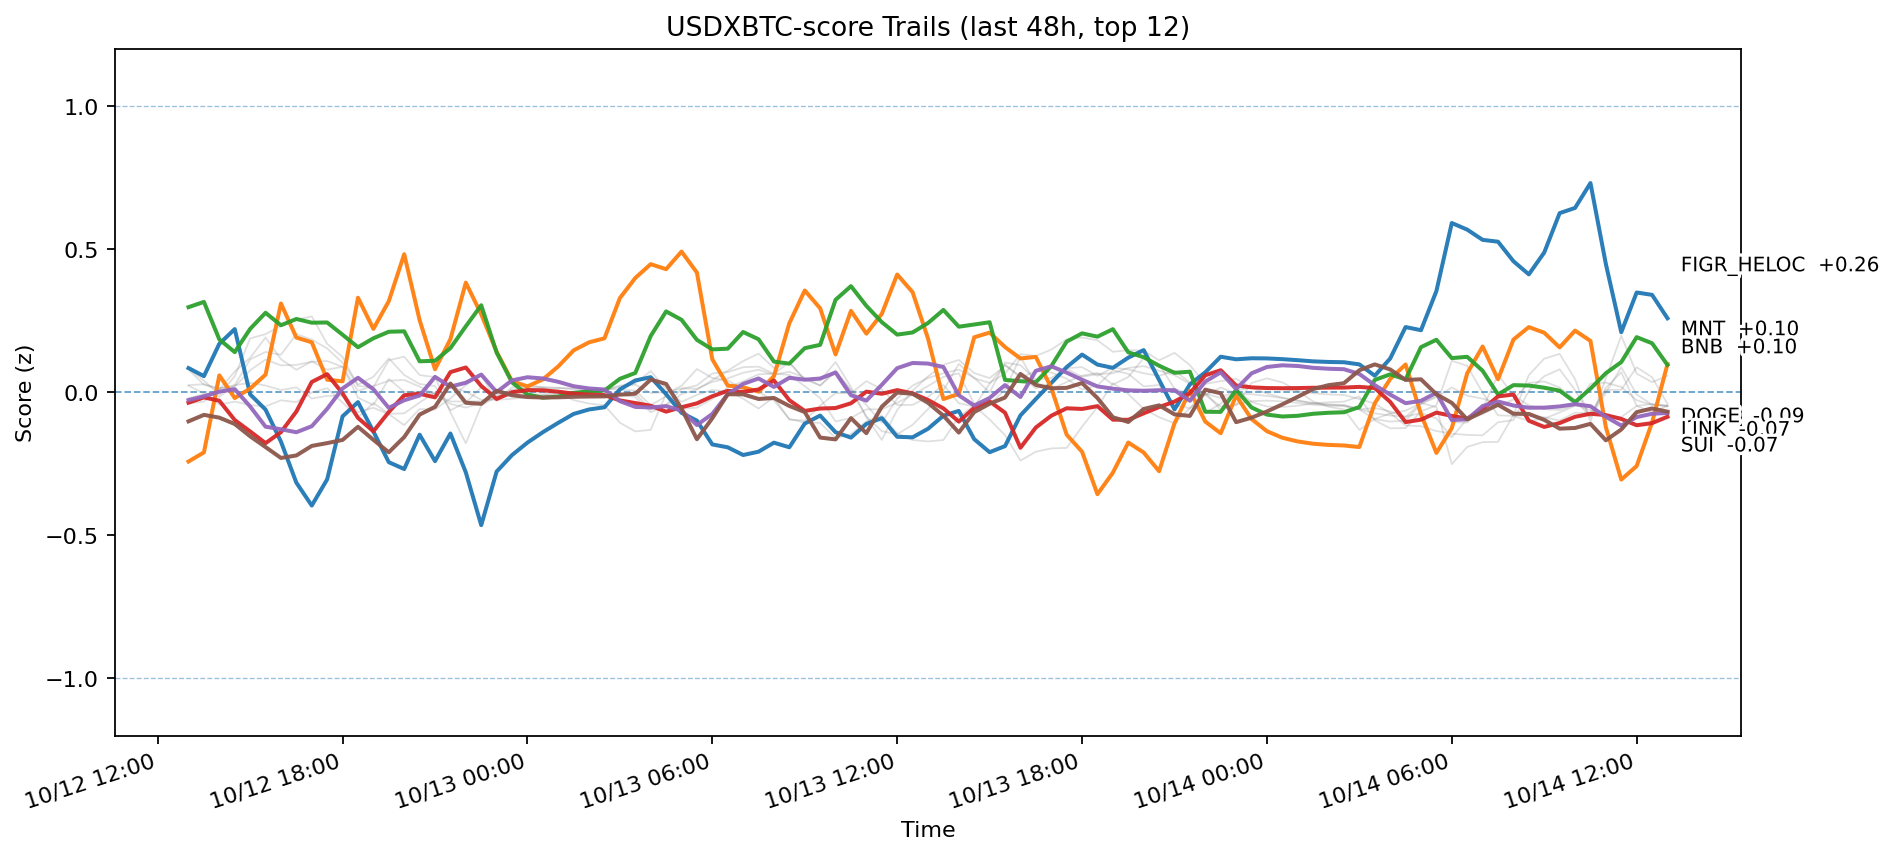 USDXBTC-score Trails (last 48h, top 12)
Score (z)
1.0
0.5
0.0
−0.5
−1.0
FIGR_HELOC +0.26
MNT +0.10
BNB +0.10
DOGE -0.09
LINK -0.07
SUI -0.07
10/12 12:00
10/12 18:00
10/13 00:00
10/13 06:00
10/13 12:00
10/13 18:00
10/14 00:00
10/14 06:00
10/14 12:00
Time